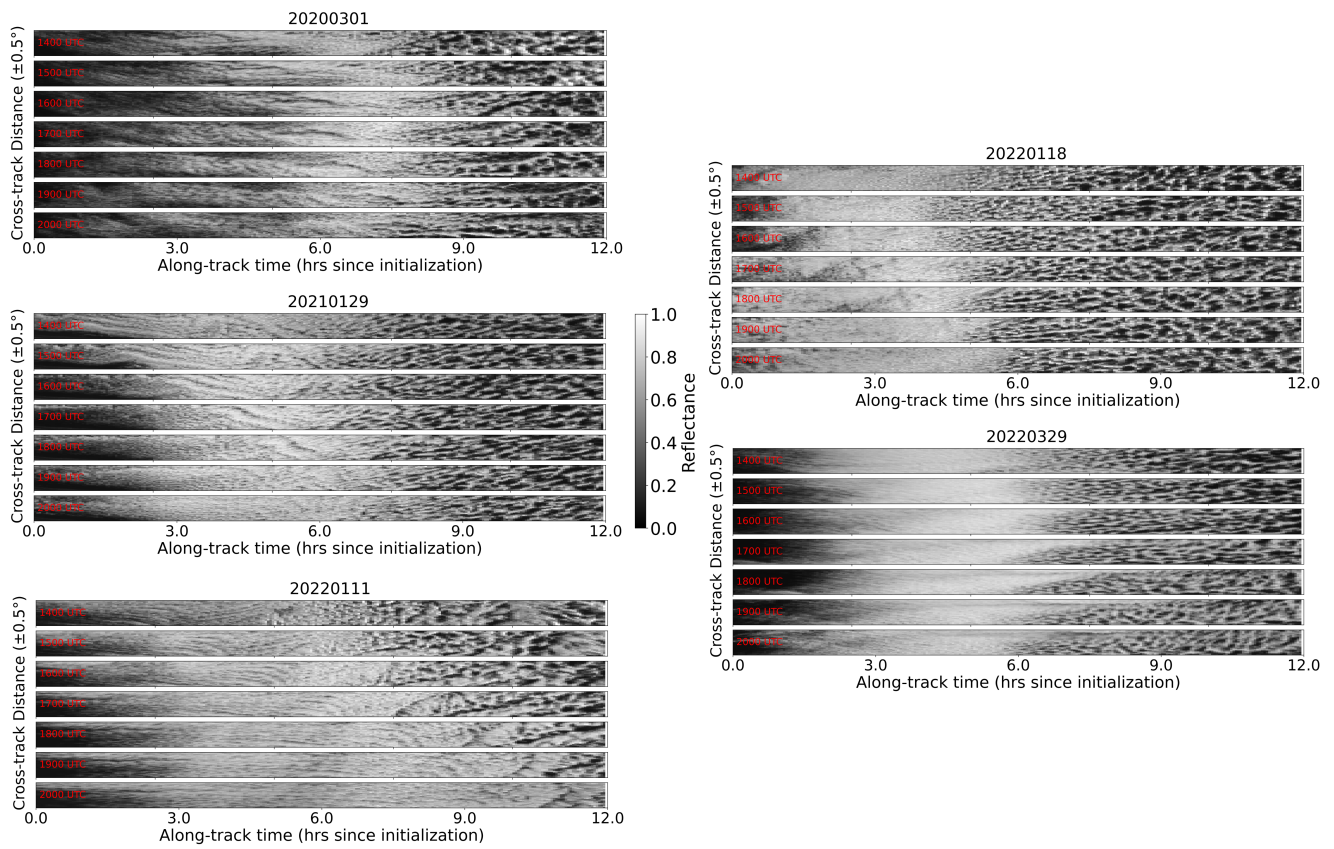 20200301
Cross-track Distance (±0.5°)
1400 UTC
1500 UTC
1600 UTC
1700 UTC
1800 UTC
1900 UTC
2000 UTC
0.0 3.0 6.0 9.0 12.0
Along-track time (hrs since initialization)
20210129
Cross-track Distance (±0.5°)
1400 UTC
1500 UTC
1600 UTC
1700 UTC
1800 UTC
1900 UTC
2000 UTC
0.0 3.0 6.0 9.0 12.0
Along-track time (hrs since initialization)
20220111
Cross-track Distance (±0.5°)
1400 UTC
1500 UTC
1600 UTC
1700 UTC
1800 UTC
1900 UTC
2000 UTC
0.0 3.0 6.0 9.0 12.0
Along-track time (hrs since initialization)
1.0
0.8
0.6
0.4
0.2
0.0
Reflectance
20220118
Cross-track Distance (±0.5°)
1400 UTC
1500 UTC
1600 UTC
1700 UTC
1800 UTC
1900 UTC
2000 UTC
0.0 3.0 6.0 9.0 12.0
Along-track time (hrs since initialization)
20220329
Cross-track Distance (±0.5°)
1400 UTC
1500 UTC
1600 UTC
1700 UTC
1800 UTC
1900 UTC
2000 UTC
0.0 3.0 6.0 9.0 12.0
Along-track time (hrs since initialization)